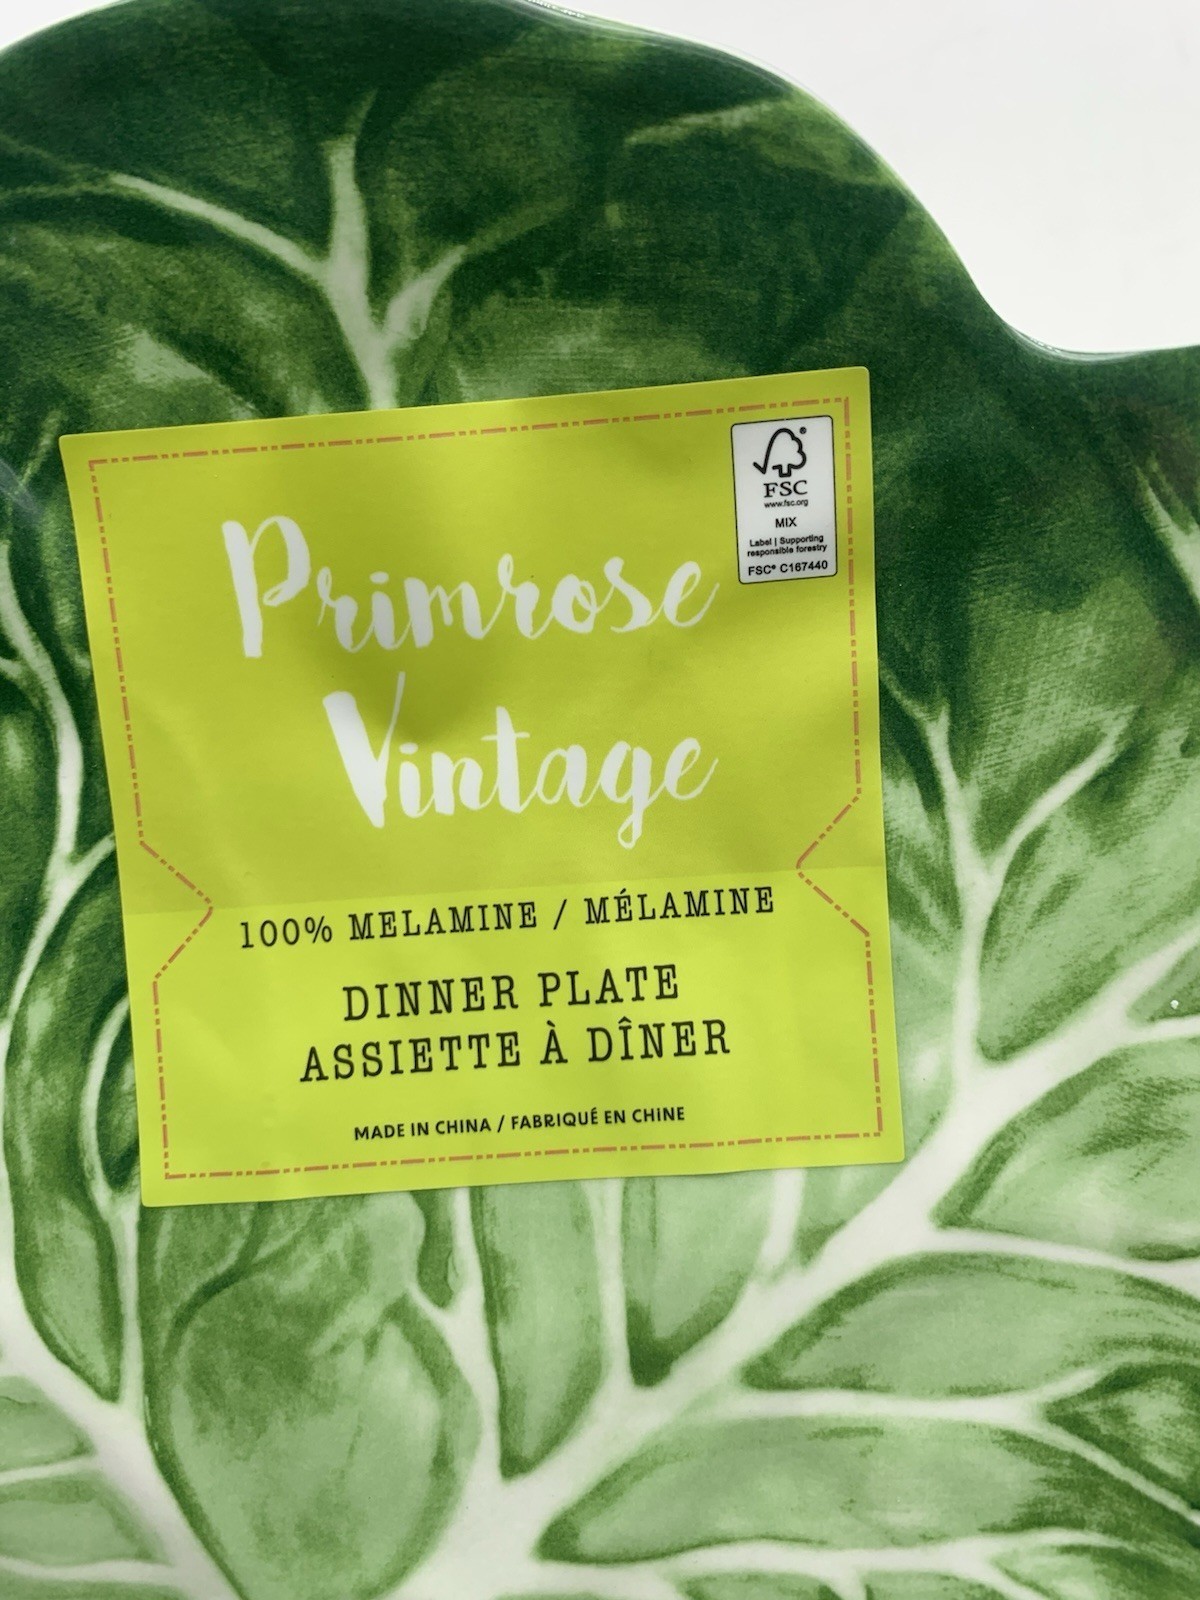 FSC
www.fsc.org
MIX
Label | Supporting
responsible forestry
FSC® C167440
Primrose
Vintage
100% MELAMINE / MÉLAMINE
DINNER PLATE
ASSIETTE À DÎNER
MADE IN CHINA / FABRIQUÉ EN CHINE